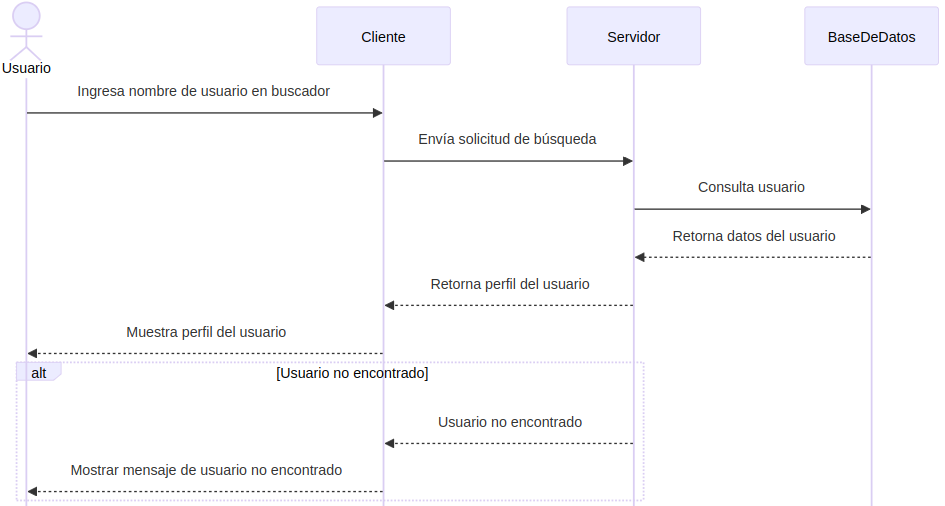 Usuario
Cliente
Servidor
BaseDeDatos
Ingresa nombre de usuario en buscador
Envía solicitud de búsqueda
Consulta usuario
Retorna datos del usuario
Retorna perfil del usuario
Muestra perfil del usuario
alt
[Usuario no encontrado]
Usuario no encontrado
Mostrar mensaje de usuario no encontrado